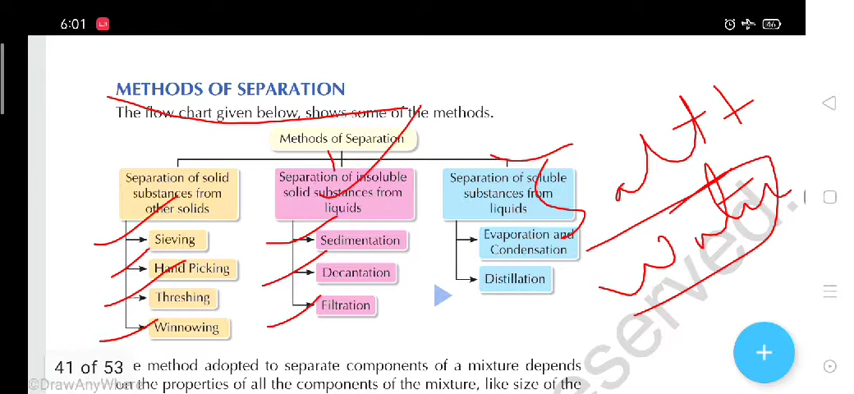 6:01
METHODS OF SEPARATION
The flow chart given below, shows some of the methods.
Methods of Separation
Separation of solid
substances from
other solids
Sieving
Hand Picking
Threshing
Winnowing
Separation of insoluble
solid substances from
liquids
Sedimentation
Decantation
Filtration
Separation of soluble
substances from
liquids
Evaporation and
Condensation
Distillation
41 of 53
e method adopted to separate components of a mixture depends
on the properties of all the components of the mixture, like size of the
©DrawAnyWhere
eserved.